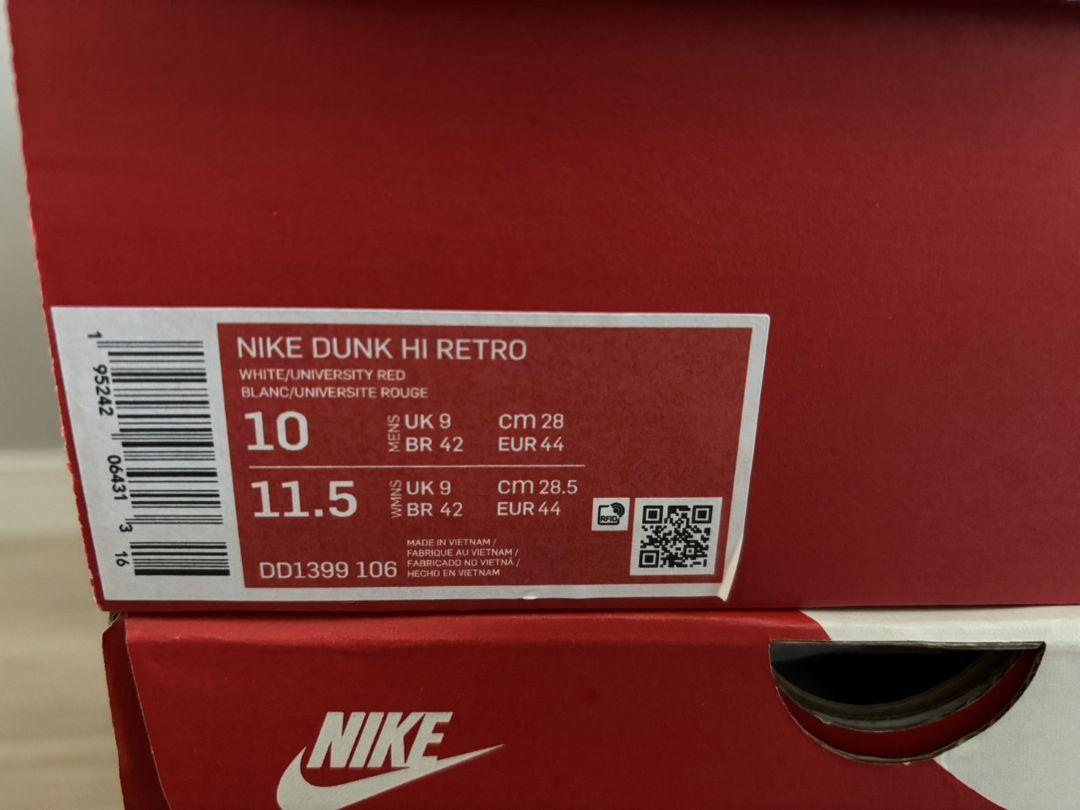 1 95242 06431 3 16
NIKE DUNK HI RETRO
WHITE/UNIVERSITY RED
BLANC/UNIVERSITE ROUGE
10 MENS UK 9 cm 28
BR 42 EUR 44
11.5 WMNS UK 9 cm 28.5
BR 42 EUR 44
RFID
MADE IN VIETNAM /
FABRIQUE AU VIETNAM /
FABRICADO NO VIETNÃ /
HECHO EN VIETNAM
DD1399 106
NIKE